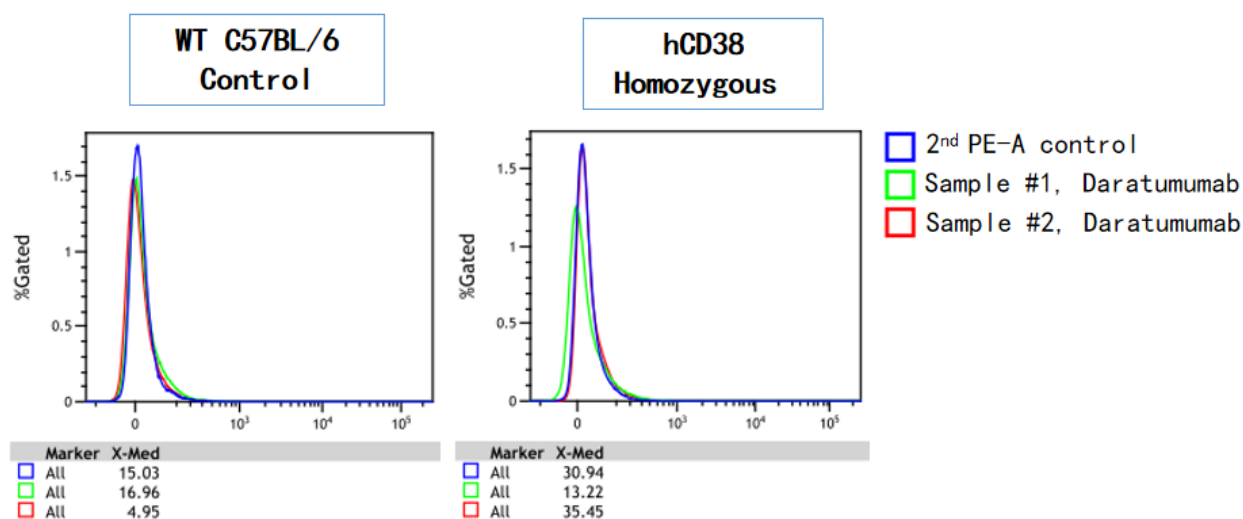 WT C57BL/6
Control
hCD38
Homozygous
2nd PE-A control
Sample #1, Daratumumab
Sample #2, Daratumumab
%Gated
1.5
1
0.5
0
0 10³ 10⁴ 10⁵
Marker X-Med
All 15.03
All 16.96
All 4.95
%Gated
1.5
1
0.5
0
0 10³ 10⁴ 10⁵
Marker X-Med
All 30.94
All 13.22
All 35.45